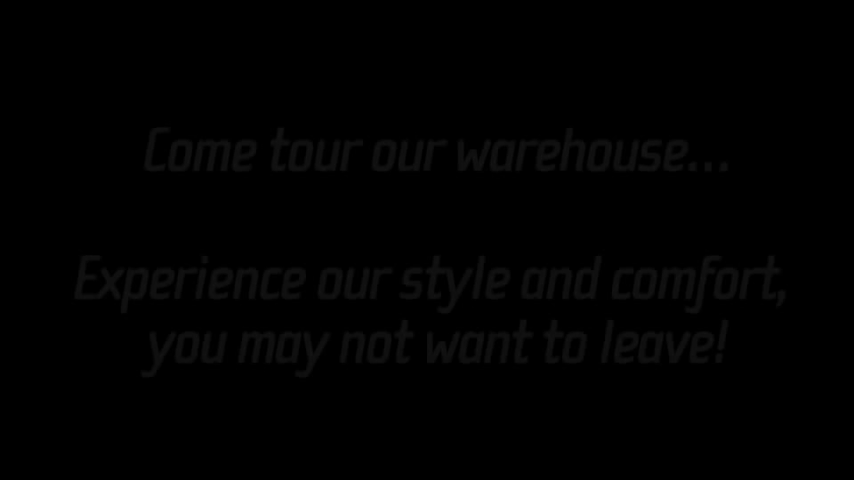 Come tour our warehouse...
Experience our style and comfort,
you may not want to leave!